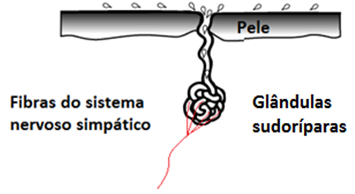 Pele
Fibras do sistema
nervoso simpático
Glândulas
sudoríparas